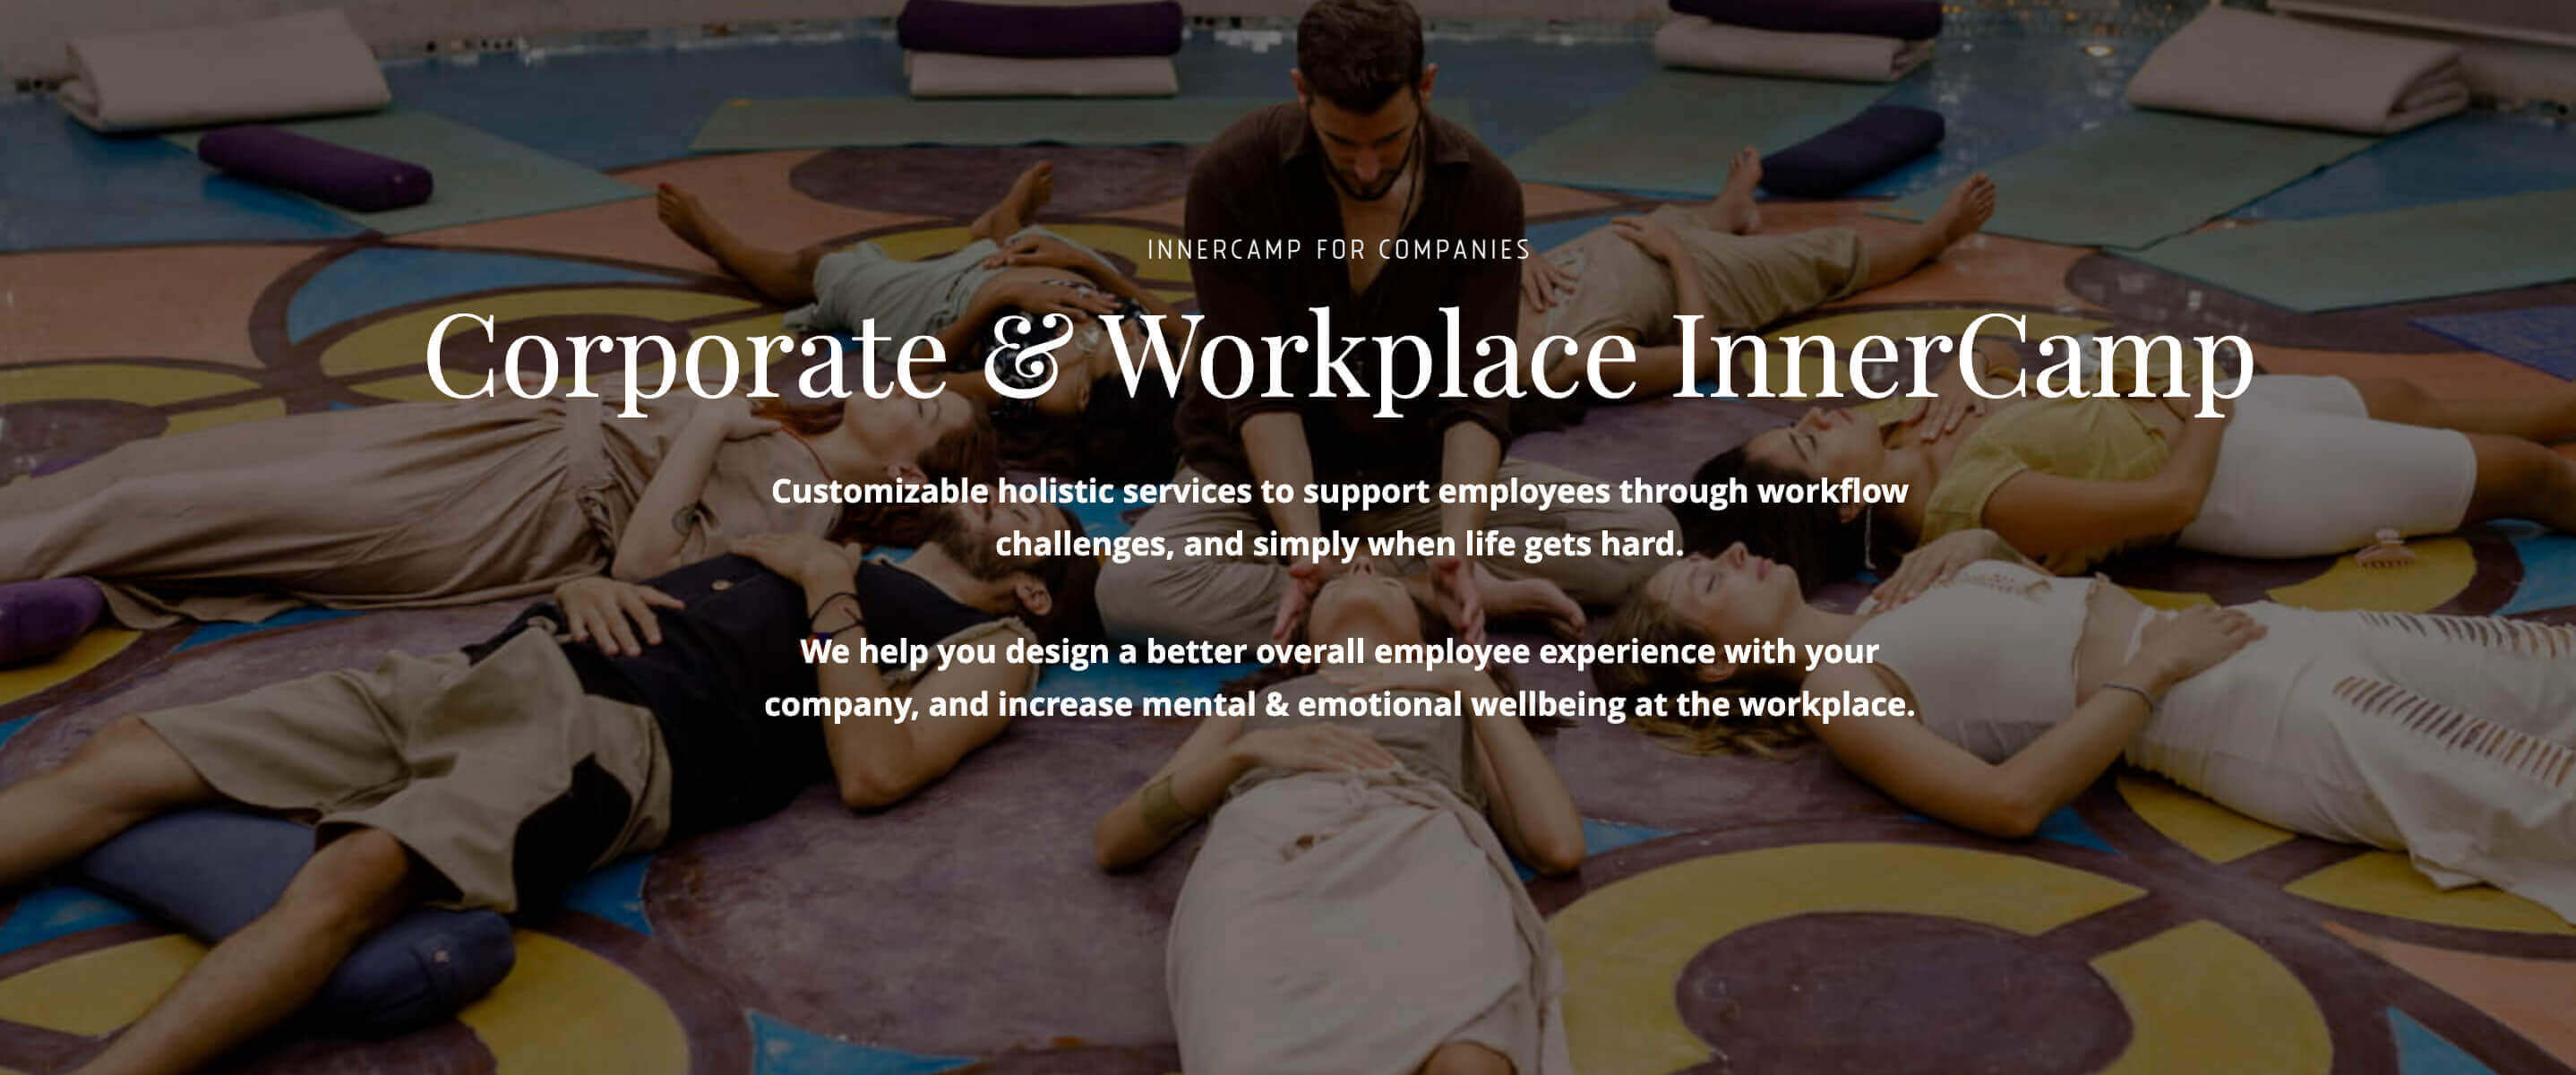 INNERCAMP FOR COMPANIES
Corporate & Workplace InnerCamp
Customizable holistic services to support employees through workflow
challenges, and simply when life gets hard.
We help you design a better overall employee experience with your
company, and increase mental & emotional wellbeing at the workplace.